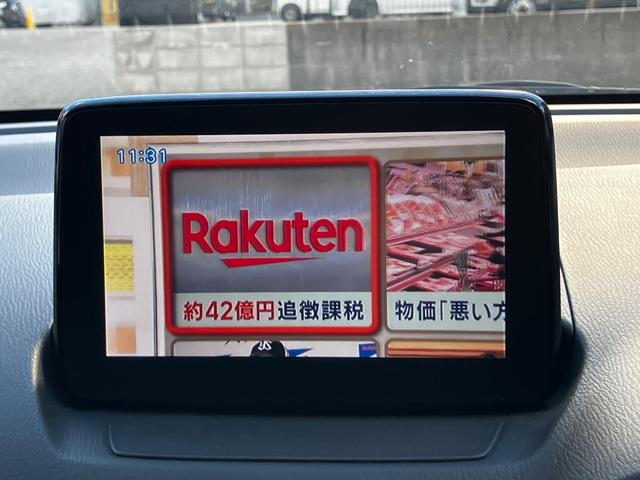 11:31
Rakuten
約42億円追徴課税
物価「悪い方